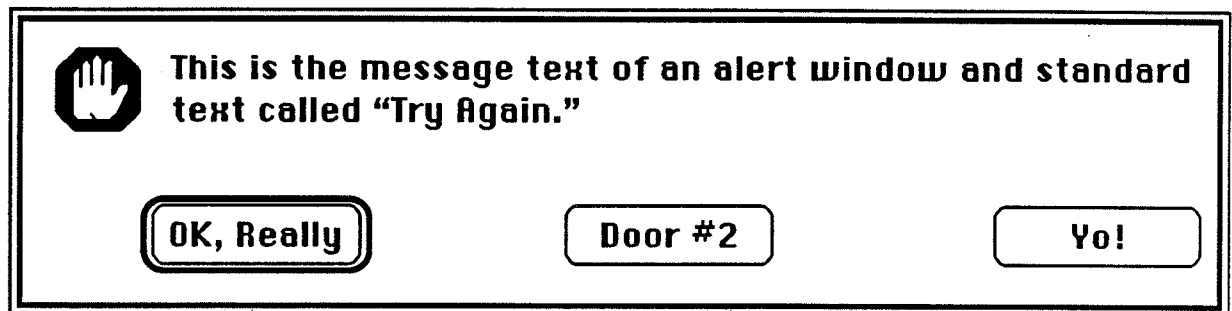 This is the message text of an alert window and standard
text called “Try Again.”
OK, Really
Door #2
Yo!